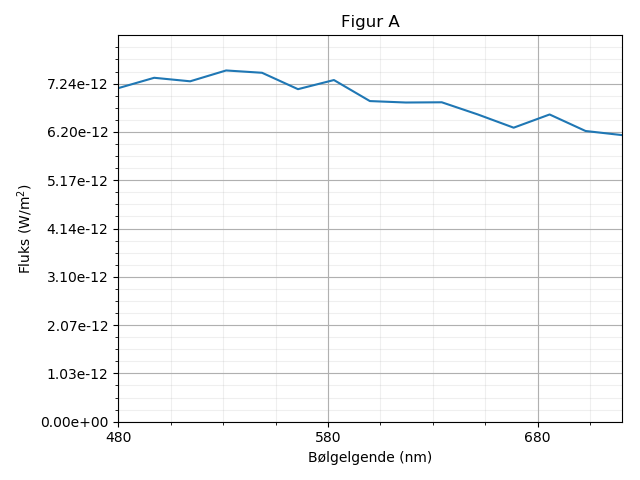 Figur A
7.24e-12
6.20e-12
5.17e-12
4.14e-12
3.10e-12
2.07e-12
1.03e-12
0.00e+00
Fluks (W/m²)
480 580 680
Bølgelgende (nm)